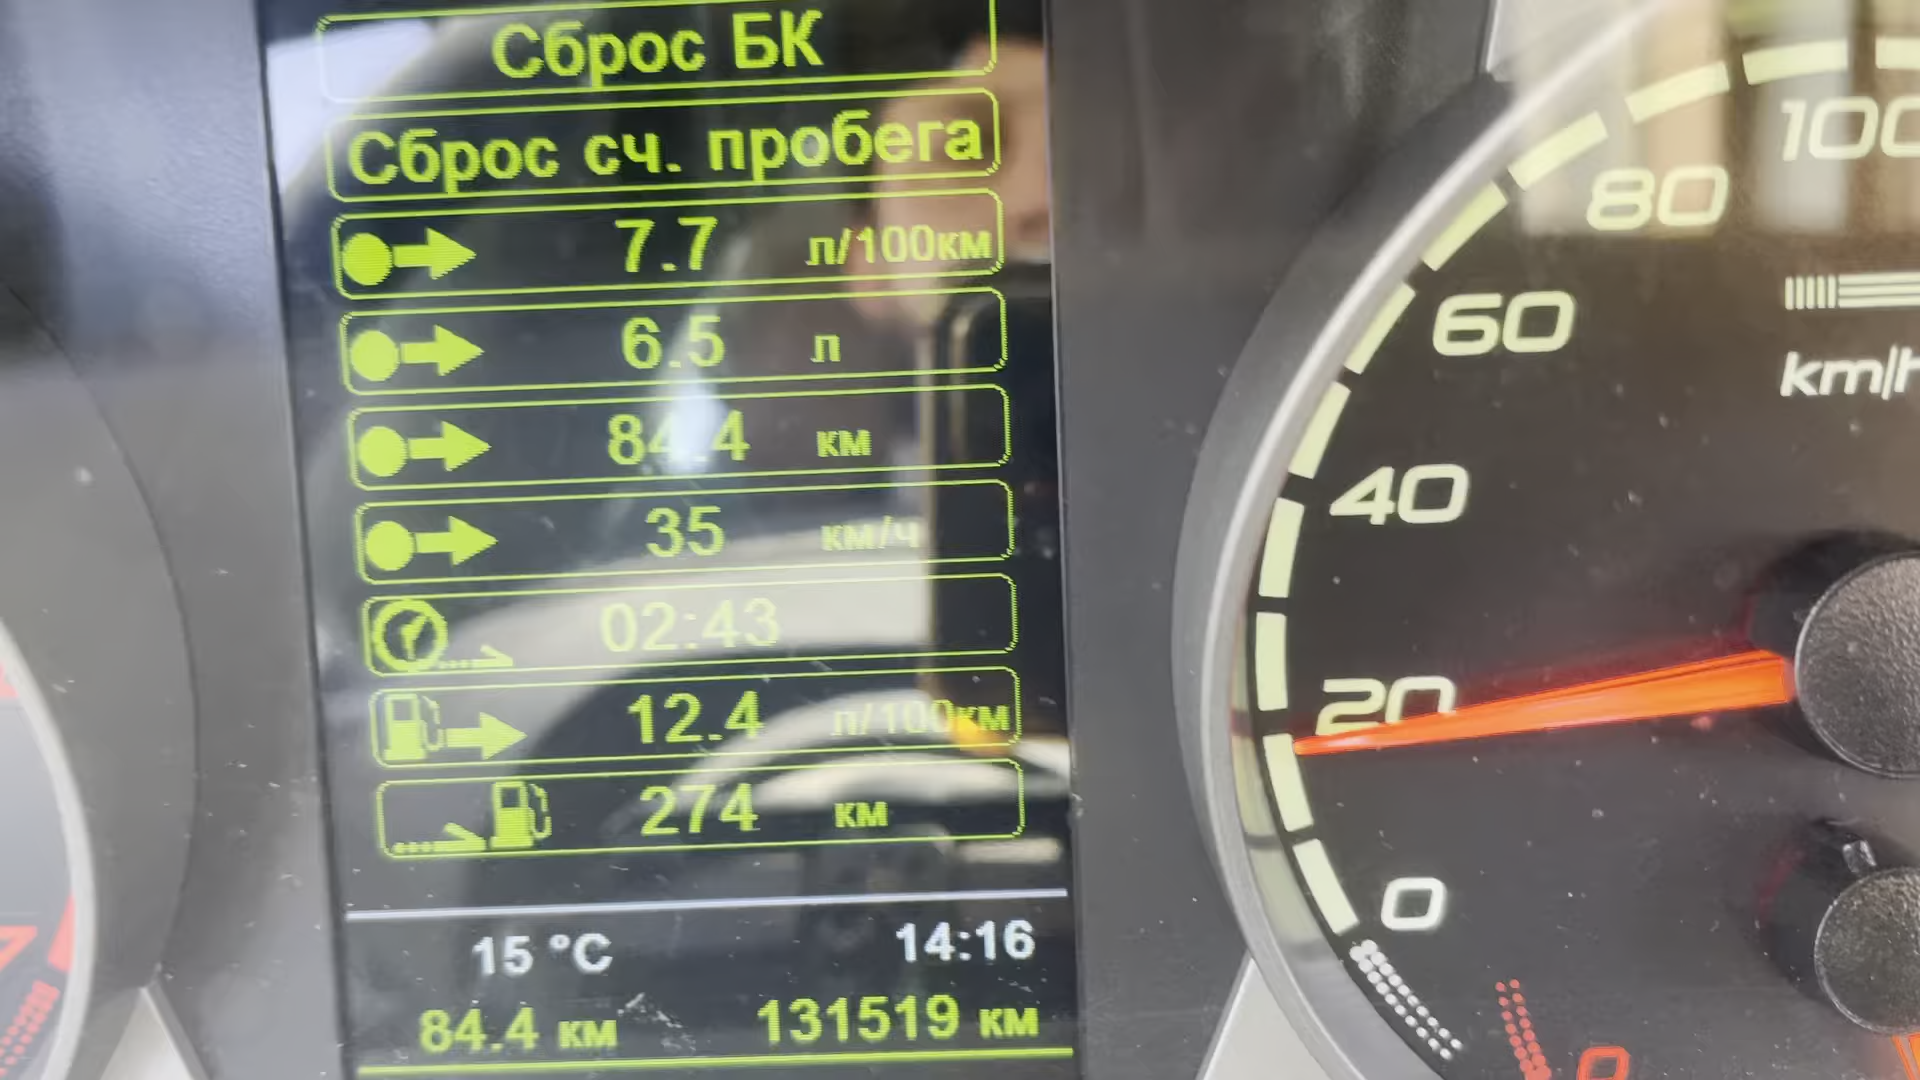 Сброс БК
Сброс сч. пробега
7.7 л/100км
6.5 л
84.4 км
35 км/ч
02:43
12.4 л/100км
274 км
15 °C 14:16
84.4 км 131519 км
100
80
60
km/h
40
20
0
0